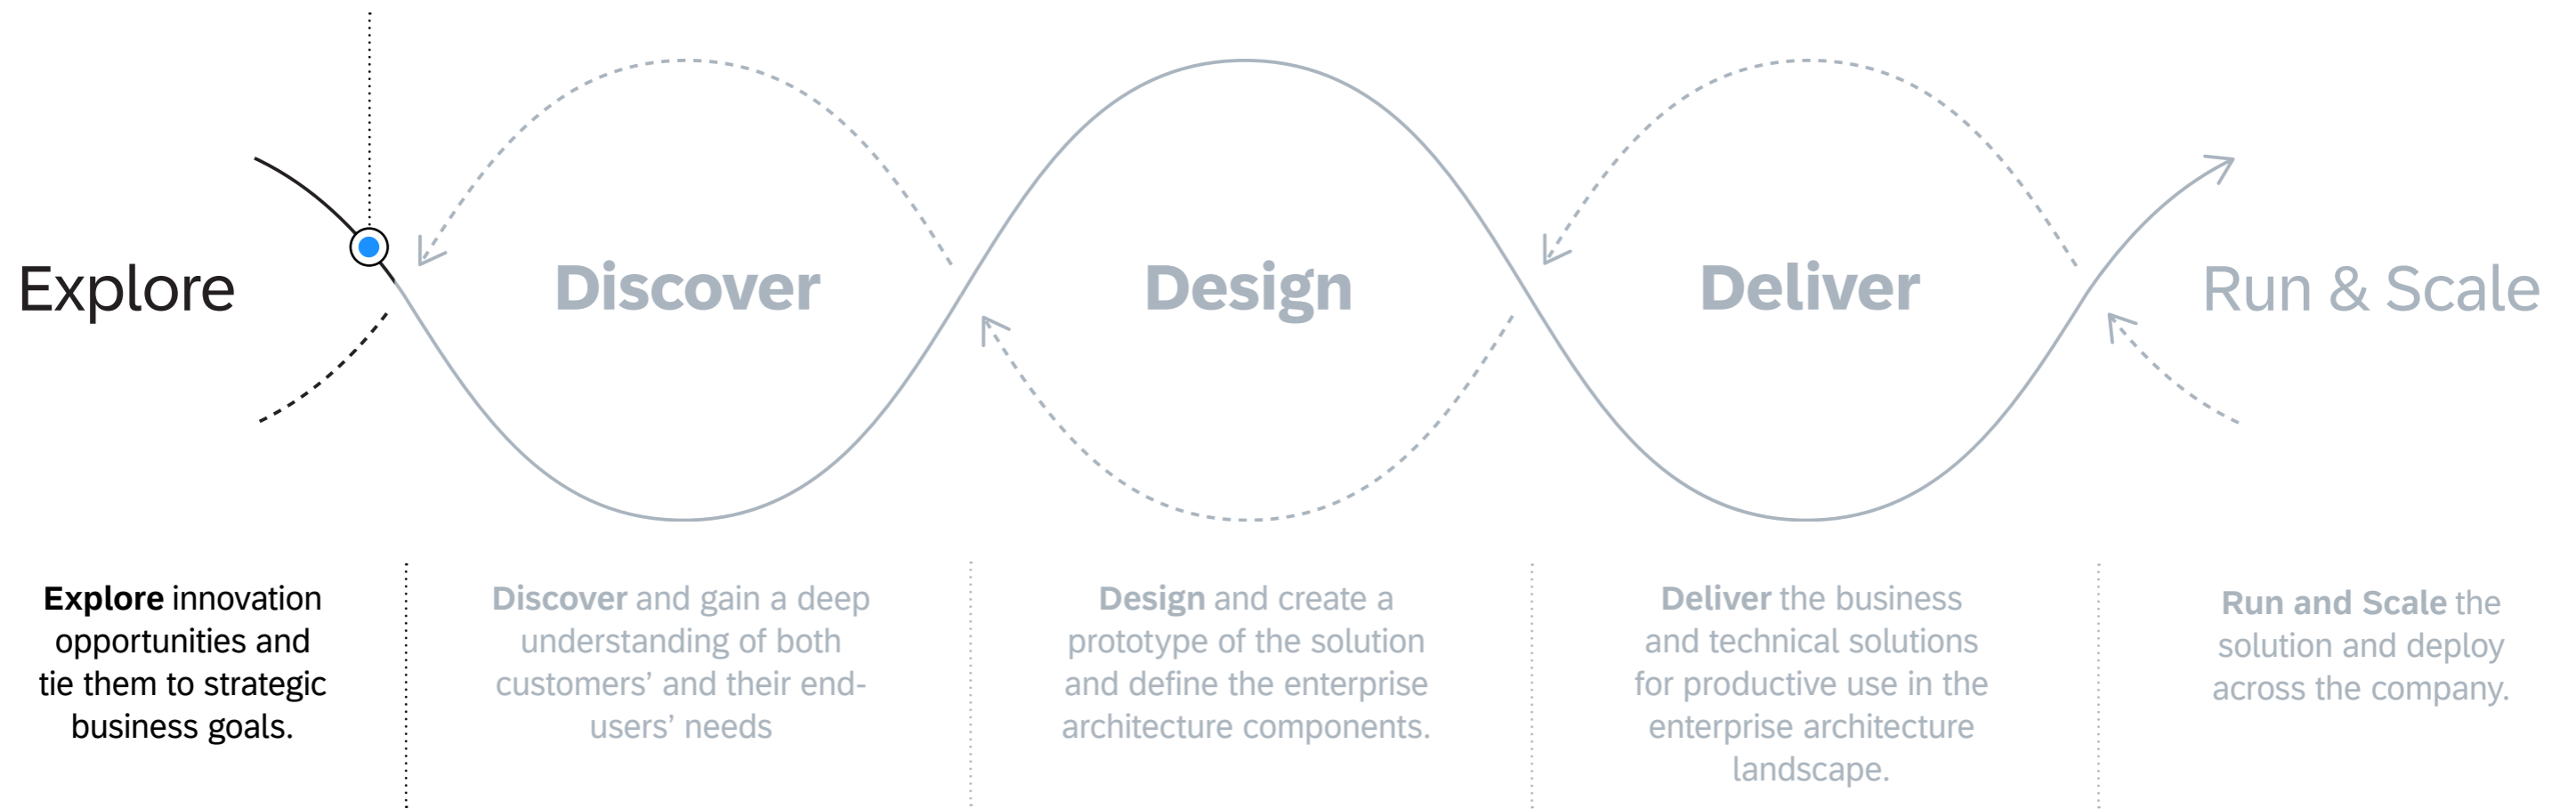 Explore
Discover
Design
Deliver
Run & Scale
Explore innovation
opportunities and
tie them to strategic
business goals.
Discover and gain a deep
understanding of both
customers’ and their end-
users’ needs
Design and create a
prototype of the solution
and define the enterprise
architecture components.
Deliver the business
and technical solutions
for productive use in the
enterprise architecture
landscape.
Run and Scale the
solution and deploy
across the company.